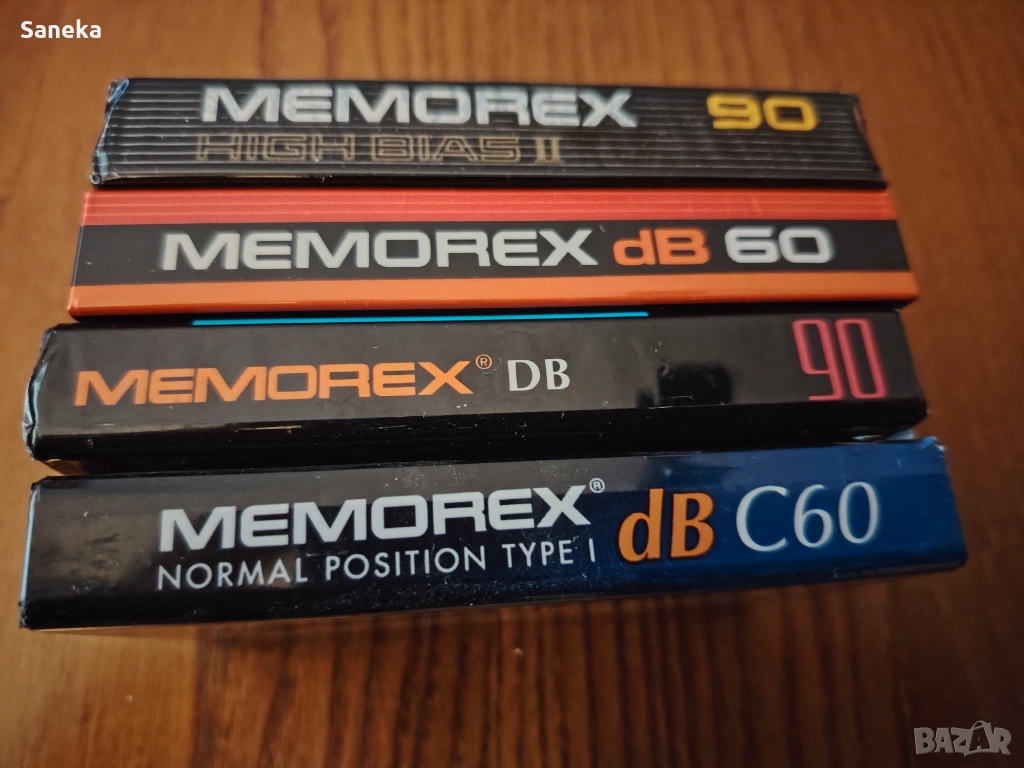 Saneka
MEMOREX 90
HIGH BIAS II
MEMOREX dB 60
MEMOREX® DB 90
MEMOREX® dB C60
NORMAL POSITION TYPE I
BAZAR